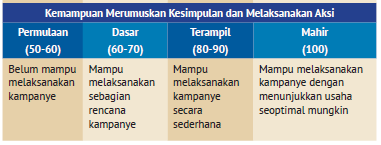 Kemampuan Merumuskan Kesimpulan dan Melaksanakan Aksi
Permulaan
(50-60)
Dasar
(60-70)
Terampil
(80-90)
Mahir
(100)
Belum mampu
melaksanakan
kampanye
Mampu
melaksanakan
sebagian
rencana
kampanye
Mampu
melaksanakan
kampanye
secara
sederhana
Mampu melaksanakan
kampanye dengan
menunjukkan usaha
seoptimal mungkin